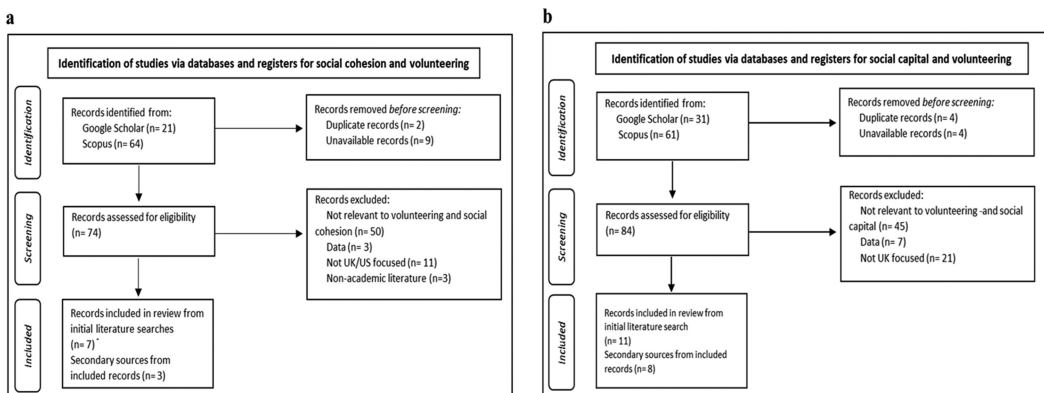 a
Identification of studies via databases and registers for social cohesion and volunteering
Identification
Records identified from:
Google Scholar (n= 21)
Scopus (n= 64)
Records removed before screening:
Duplicate records (n= 2)
Unavailable records (n= 9)
Screening
Records assessed for eligibility
(n= 74)
Records excluded:
Not relevant to volunteering and social
cohesion (n= 50)
Data (n= 3)
Not UK/US focused (n= 11)
Non-academic literature (n=3)
Included
Records included in review from
initial literature searches
(n= 7)
Secondary sources from
included records (n= 3)
b
Identification of studies via databases and registers for social capital and volunteering
Identification
Records identified from:
Google Scholar (n= 31)
Scopus (n= 61)
Records removed before screening:
Duplicate records (n= 4)
Unavailable records (n= 4)
Screening
Records assessed for eligibility
(n= 84)
Records excluded:
Not relevant to volunteering -and social
capital (n= 45)
Data (n= 7)
Not UK focused (n= 21)
Included
Records included in review from
initial literature search
(n= 11)
Secondary sources from included
records (n= 8)